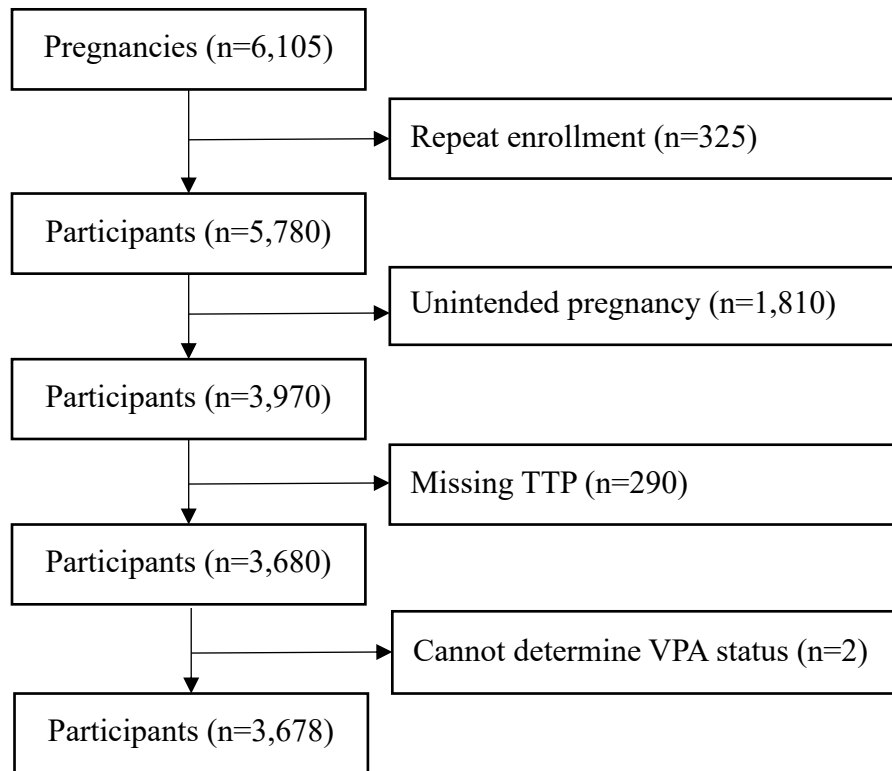 Pregnancies (n=6,105)
Repeat enrollment (n=325)
Participants (n=5,780)
Unintended pregnancy (n=1,810)
Participants (n=3,970)
Missing TTP (n=290)
Participants (n=3,680)
Cannot determine VPA status (n=2)
Participants (n=3,678)